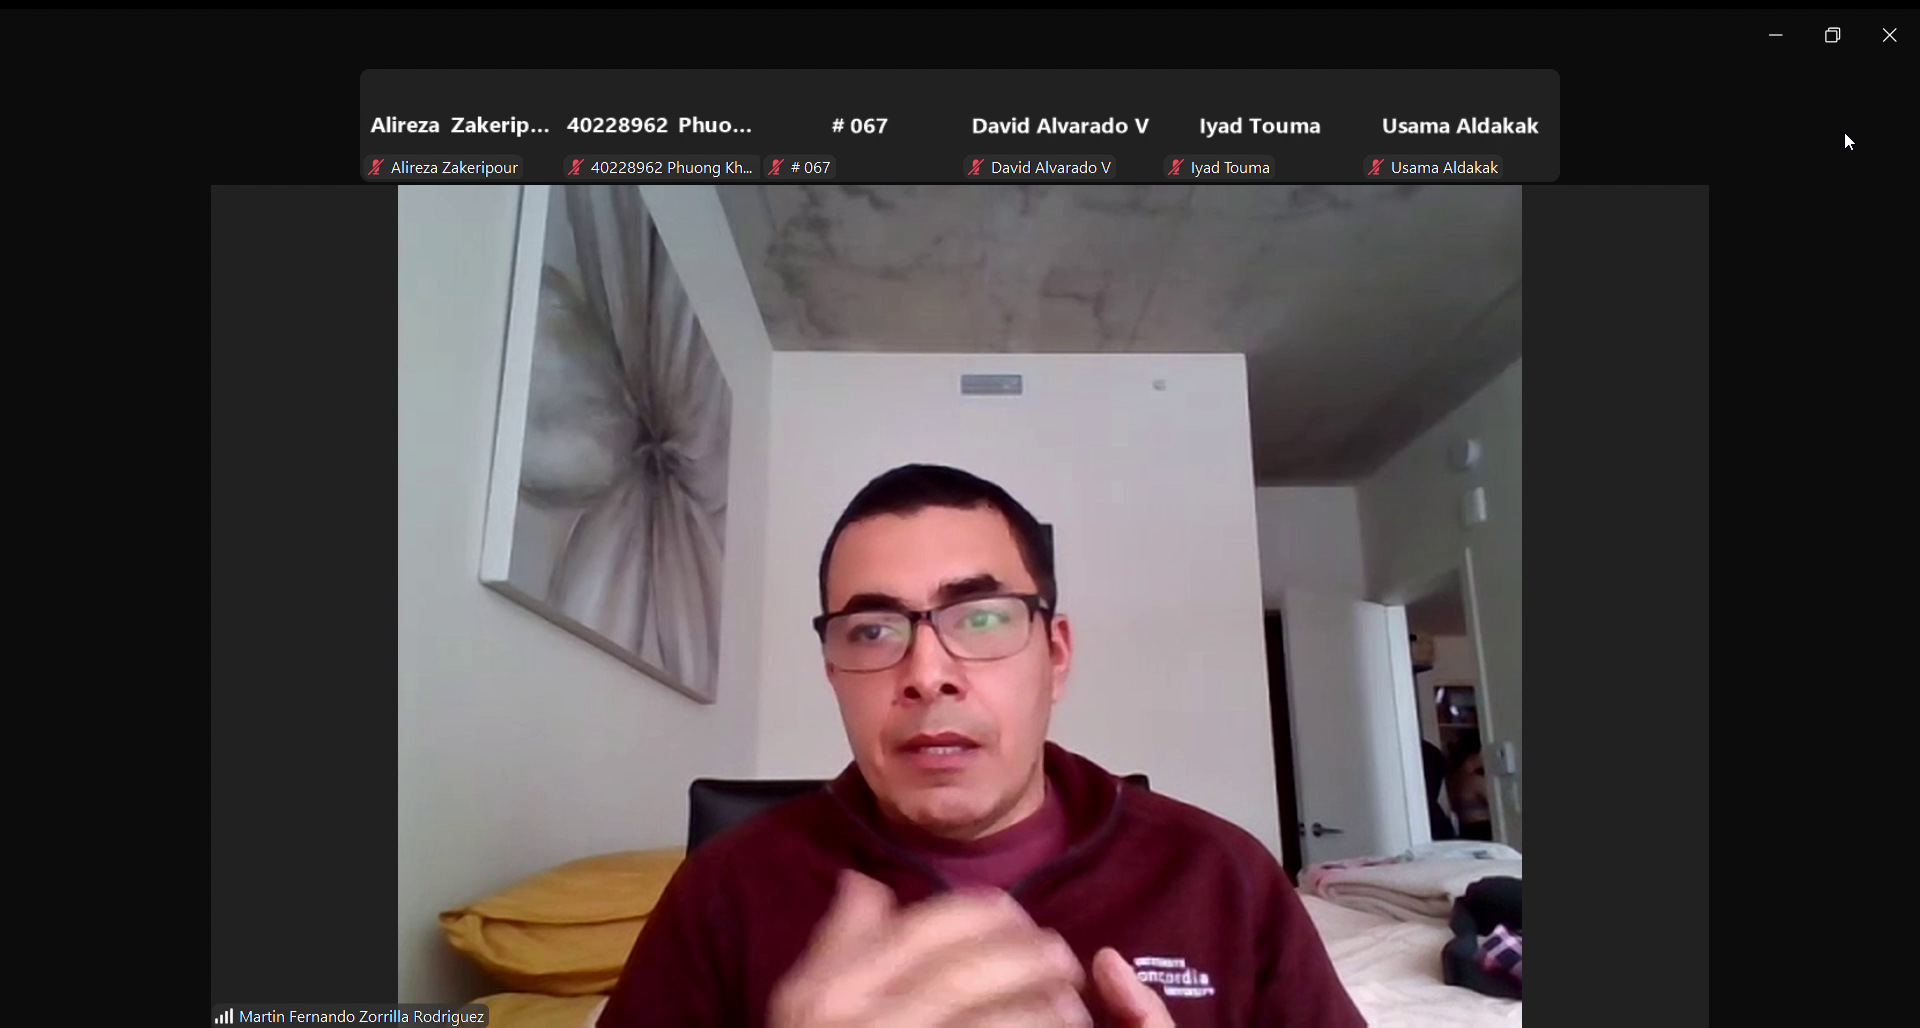 Alireza Zakerip... 40228962 Phuo... # 067 David Alvarado V Iyad Touma Usama Aldakak
Alireza Zakeripour 40228962 Phuong Kh... # 067 David Alvarado V Iyad Touma Usama Aldakak
oncordia
Martin Fernando Zorrilla Rodriguez